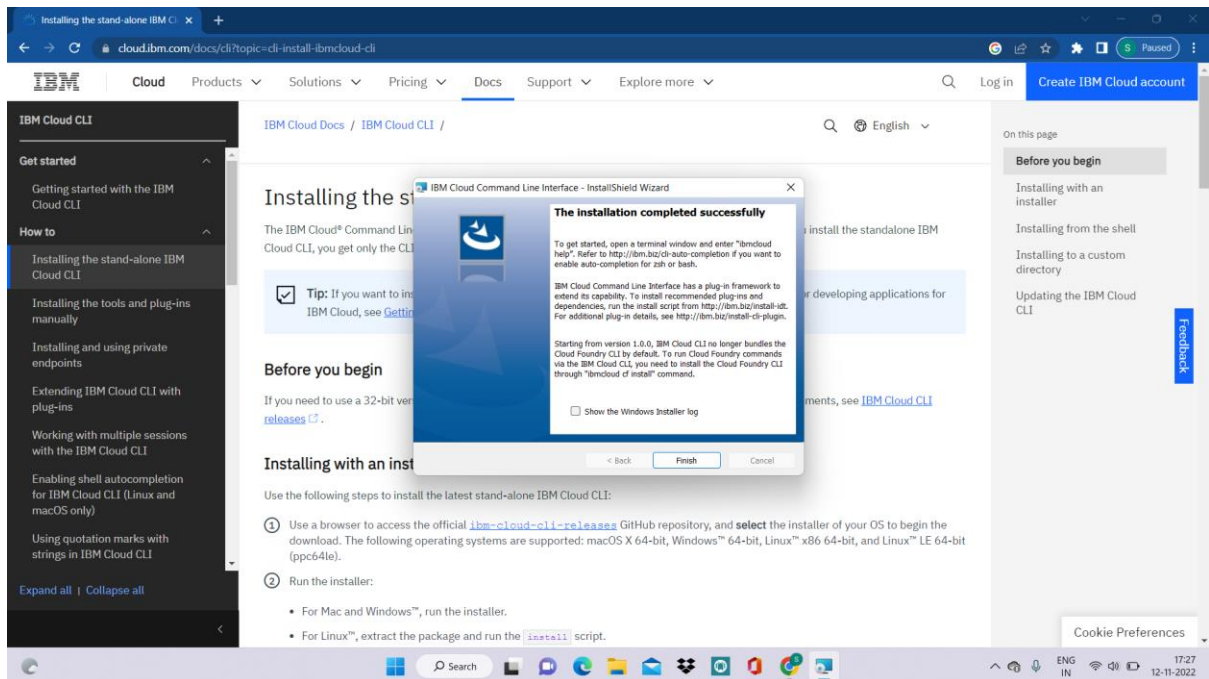 Installing the stand-alone IBM Cl
cloud.ibm.com/docs/cli?topic=cli-install-ibmcloud-cli
S Paused
IBM
Cloud Products Solutions Pricing Docs Support Explore more Log in Create IBM Cloud account
IBM Cloud CLI
Get started
Getting started with the IBM
Cloud CLI
How to
Installing the stand-alone IBM
Cloud CLI
Installing the tools and plug-ins
manually
Installing and using private
endpoints
Extending IBM Cloud CLI with
plug-ins
Working with multiple sessions
with the IBM Cloud CLI
Enabling shell autocompletion
for IBM Cloud CLI (Linux and
macOS only)
Using quotation marks with
strings in IBM Cloud CLI
Expand all | Collapse all
IBM Cloud Docs / IBM Cloud CLI /
English
Installing the st
The IBM Cloud® Command Lin
install the standalone IBM
Cloud CLI, you get only the CLI
Tip: If you want to ins
or developing applications for
IBM Cloud, see Gettin
Before you begin
If you need to use a 32-bit ver
ments, see IBM Cloud CLI
releases
Installing with an inst
Use the following steps to install the latest stand-alone IBM Cloud CLI:
1 Use a browser to access the official ibm-cloud-cli-releases GitHub repository, and select the installer of your OS to begin the
download. The following operating systems are supported: macOS X 64-bit, Windows™ 64-bit, Linux™ x86 64-bit, and Linux™ LE 64-bit
(ppc64le).
2 Run the installer:
• For Mac and Windows™, run the installer.
• For Linux™, extract the package and run the install script.
IBM Cloud Command Line Interface - InstallShield Wizard
The installation completed successfully
To get started, open a terminal window and enter "ibmcloud
help". Refer to http://ibm.biz/cli-auto-completion if you want to
enable auto-completion for zsh or bash.
IBM Cloud Command Line Interface has a plug-in framework to
extend its capability. To install recommended plug-ins and
dependencies, run the install script from http://ibm.biz/install-idt.
For additional plug-in details, see http://ibm.biz/install-cli-plugin.
Starting from version 1.0.0, IBM Cloud CLI no longer bundles the
Cloud Foundry CLI by default. To run Cloud Foundry commands
via the IBM Cloud CLI, you need to install the Cloud Foundry CLI
through "ibmcloud cf install" command.
Show the Windows Installer log
< Back Finish Cancel
On this page
Before you begin
Installing with an
installer
Installing from the shell
Installing to a custom
directory
Updating the IBM Cloud
CLI
Feedback
Cookie Preferences
Search
ENG
IN
17:27
12-11-2022